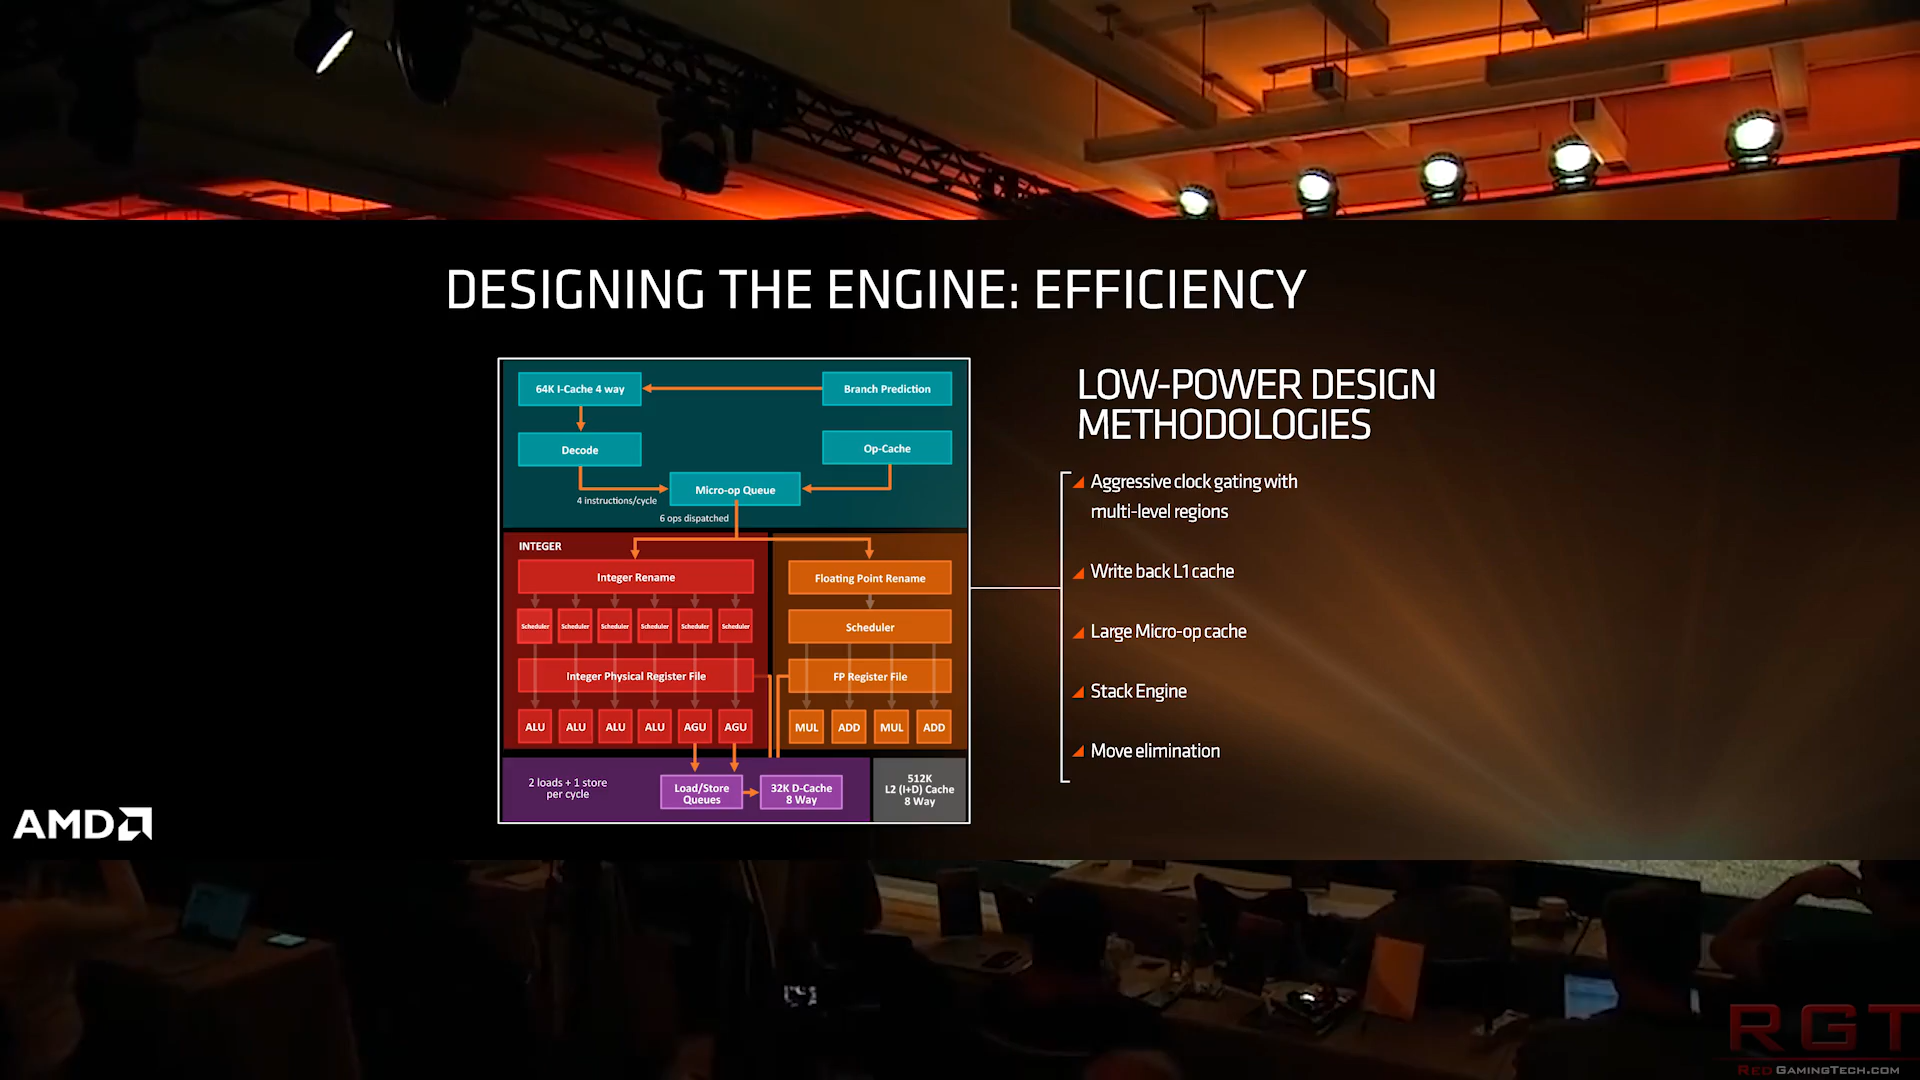 DESIGNING THE ENGINE: EFFICIENCY
64K I-Cache 4 way
Branch Prediction
Decode
Op-Cache
Micro-op Queue
4 instructions/cycle
6 ops dispatched
INTEGER
Integer Rename
Floating Point Rename
Scheduler Scheduler Scheduler Scheduler Scheduler Scheduler
Scheduler
Integer Physical Register File
FP Register File
ALU ALU ALU ALU AGU AGU
MUL ADD MUL ADD
2 loads + 1 store
per cycle
Load/Store
Queues
32K D-Cache
8 Way
512K
L2 (I+D) Cache
8 Way
LOW-POWER DESIGN
METHODOLOGIES
Aggressive clock gating with
multi-level regions
Write back L1 cache
Large Micro-op cache
Stack Engine
Move elimination
AMD
RGT
REDGAMINGTECH.COM